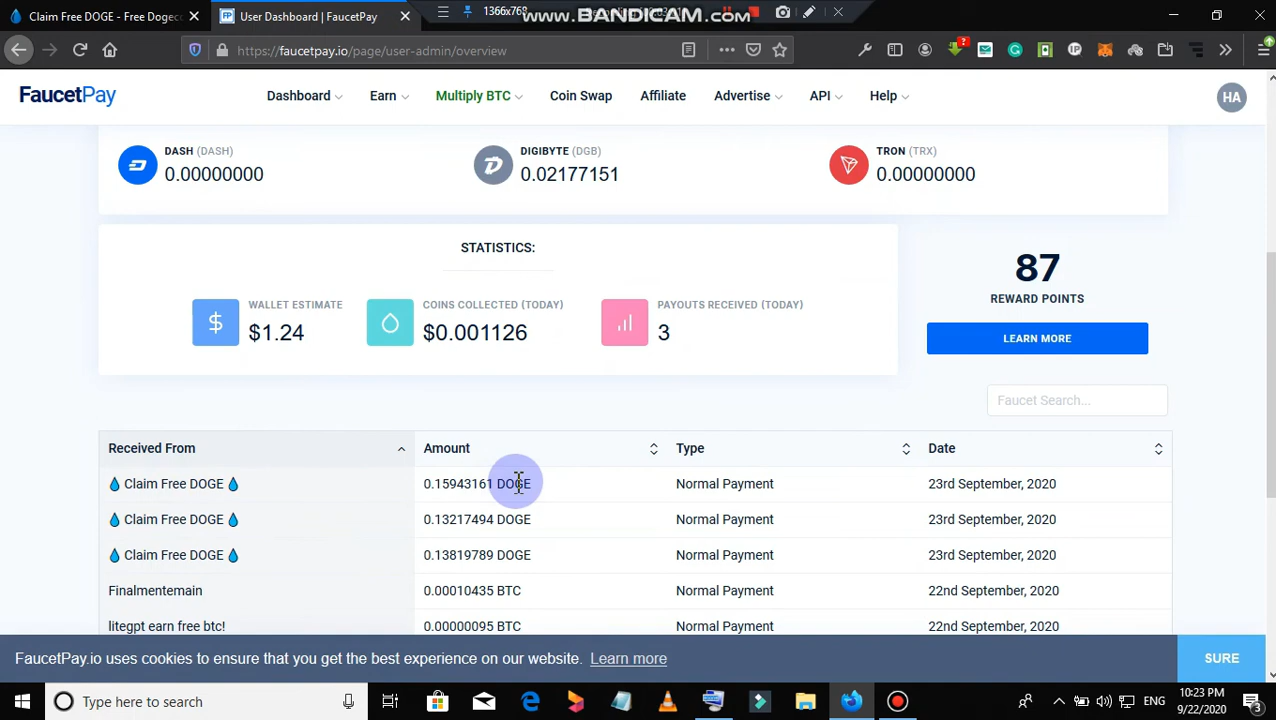 Claim Free DOGE - Free Dogec
User Dashboard | FaucetPay
1366x768
www.BANDICAM.com
https://faucetpay.io/page/user-admin/overview
FaucetPay
Dashboard
Earn
Multiply BTC
Coin Swap
Affiliate
Advertise
API
Help
HA
DASH (DASH)
0.00000000
DIGIBYTE (DGB)
0.02177151
TRON (TRX)
0.00000000
STATISTICS:
WALLET ESTIMATE
$1.24
COINS COLLECTED (TODAY)
$0.001126
PAYOUTS RECEIVED (TODAY)
3
87
REWARD POINTS
LEARN MORE
Faucet Search...
Received From Amount Type Date
Claim Free DOGE 0.15943161 DOGE Normal Payment 23rd September, 2020
Claim Free DOGE 0.13217494 DOGE Normal Payment 23rd September, 2020
Claim Free DOGE 0.13819789 DOGE Normal Payment 23rd September, 2020
Finalmentemain 0.00010435 BTC Normal Payment 22nd September, 2020
litegpt earn free btc! 0.00000095 BTC Normal Payment 22nd September, 2020
FaucetPay.io uses cookies to ensure that you get the best experience on our website. Learn more
SURE
Type here to search
ENG
10:23 PM
9/22/2020
3